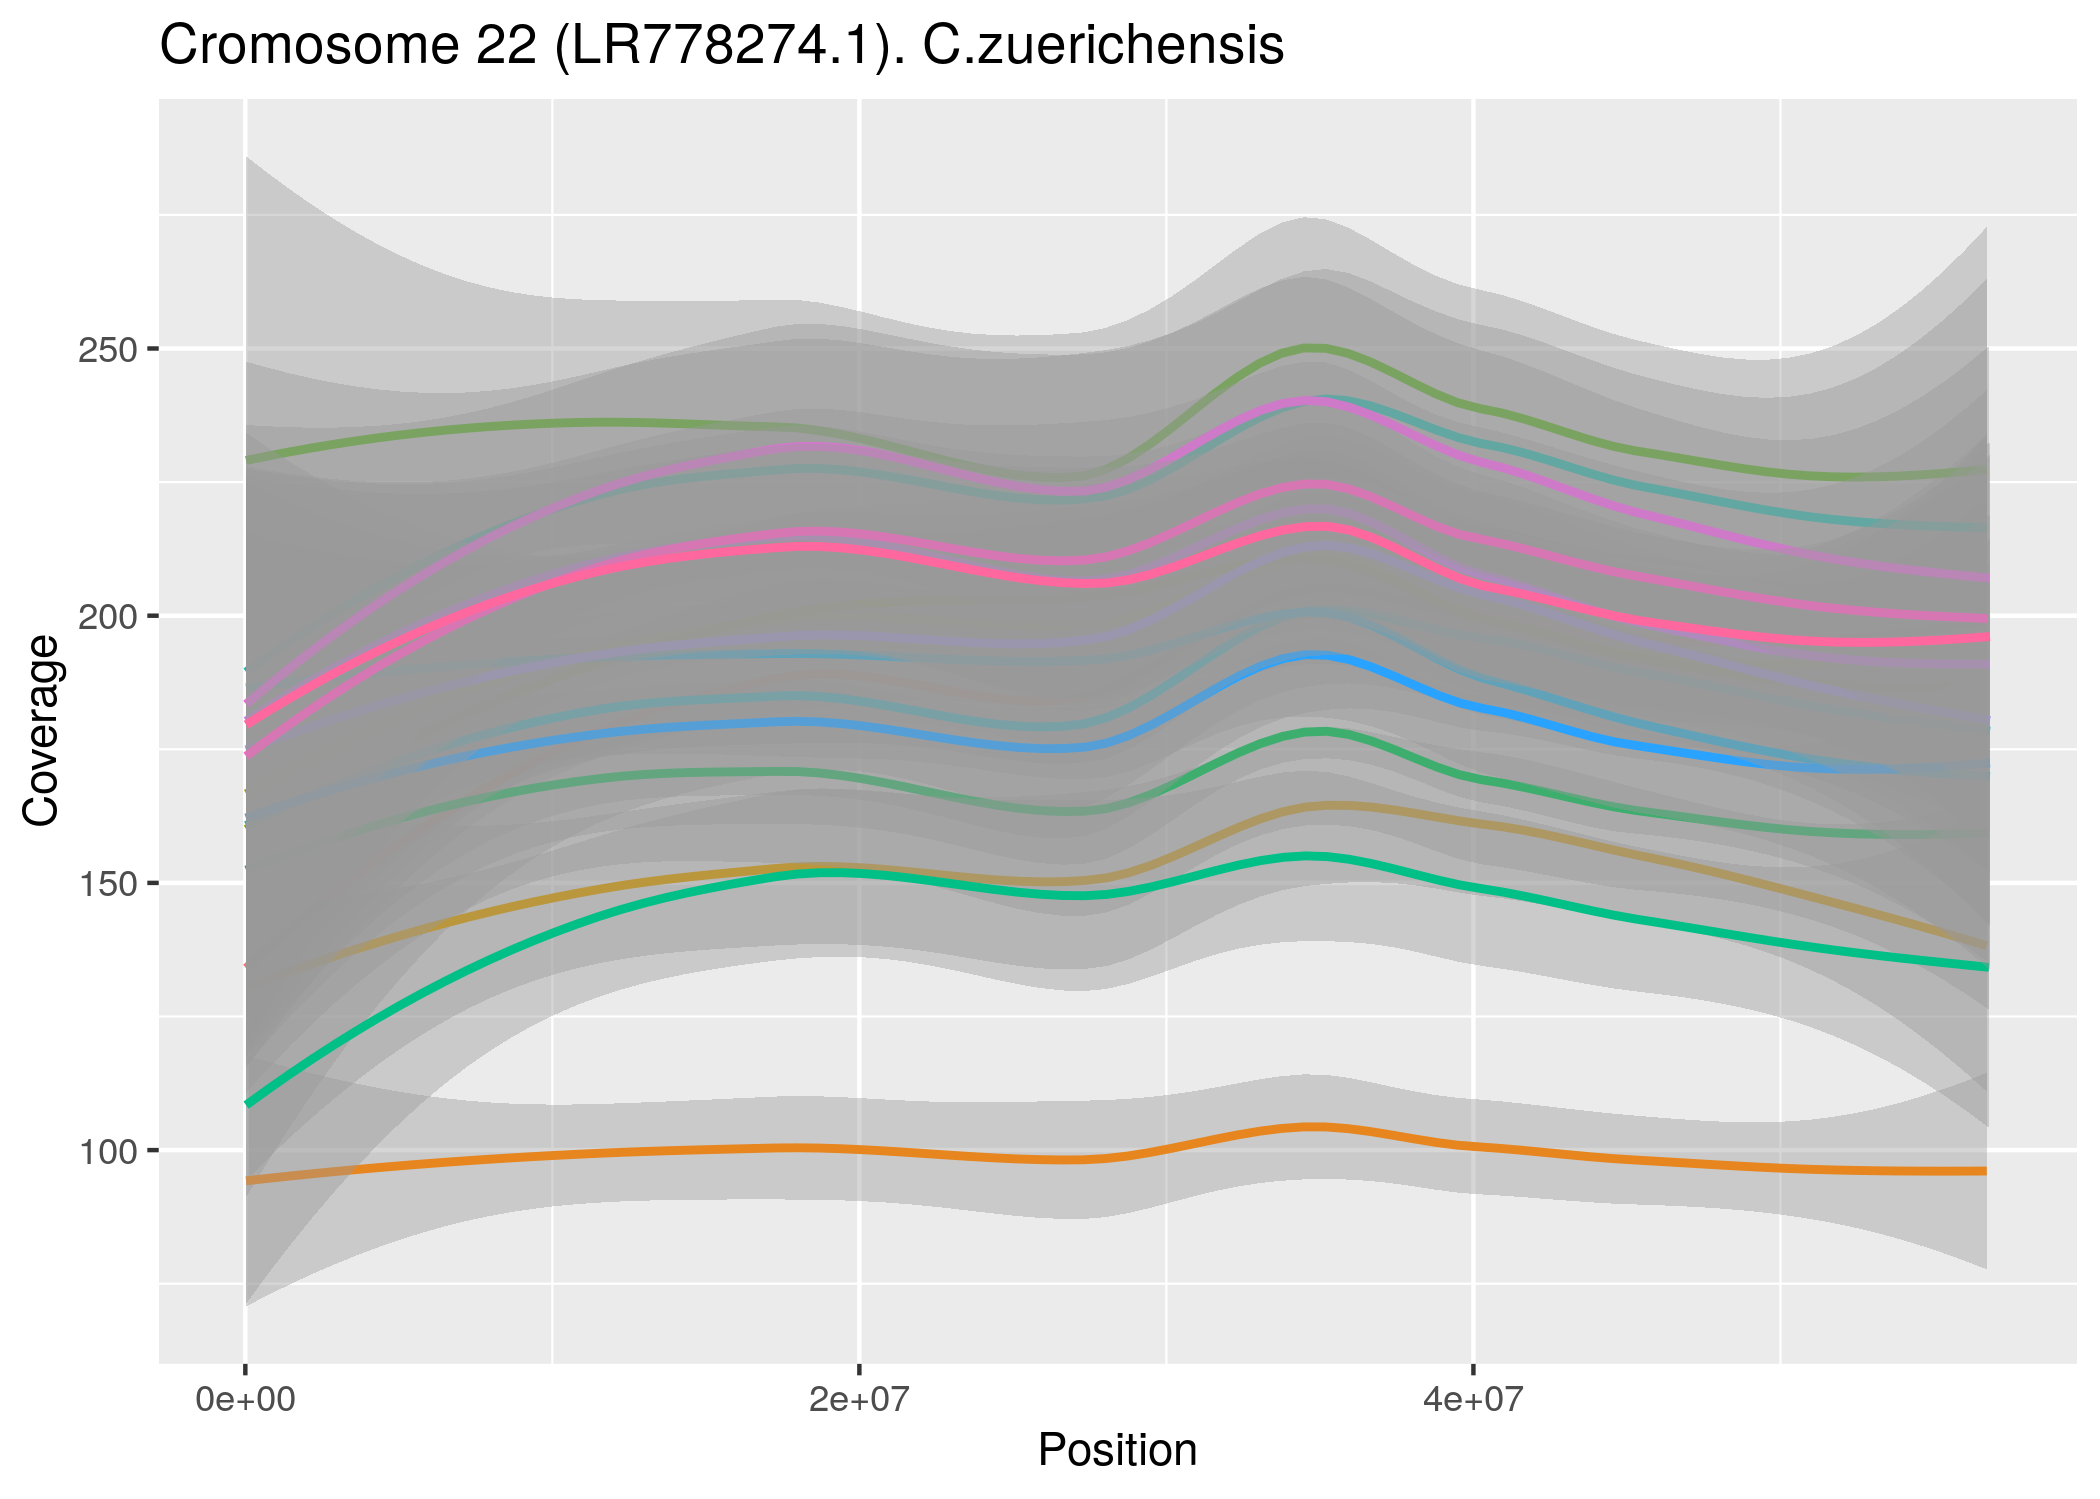 Cromosome 22 (LR778274.1). C.zuerichensis
250
200
150
100
Coverage
0e+00 2e+07 4e+07
Position